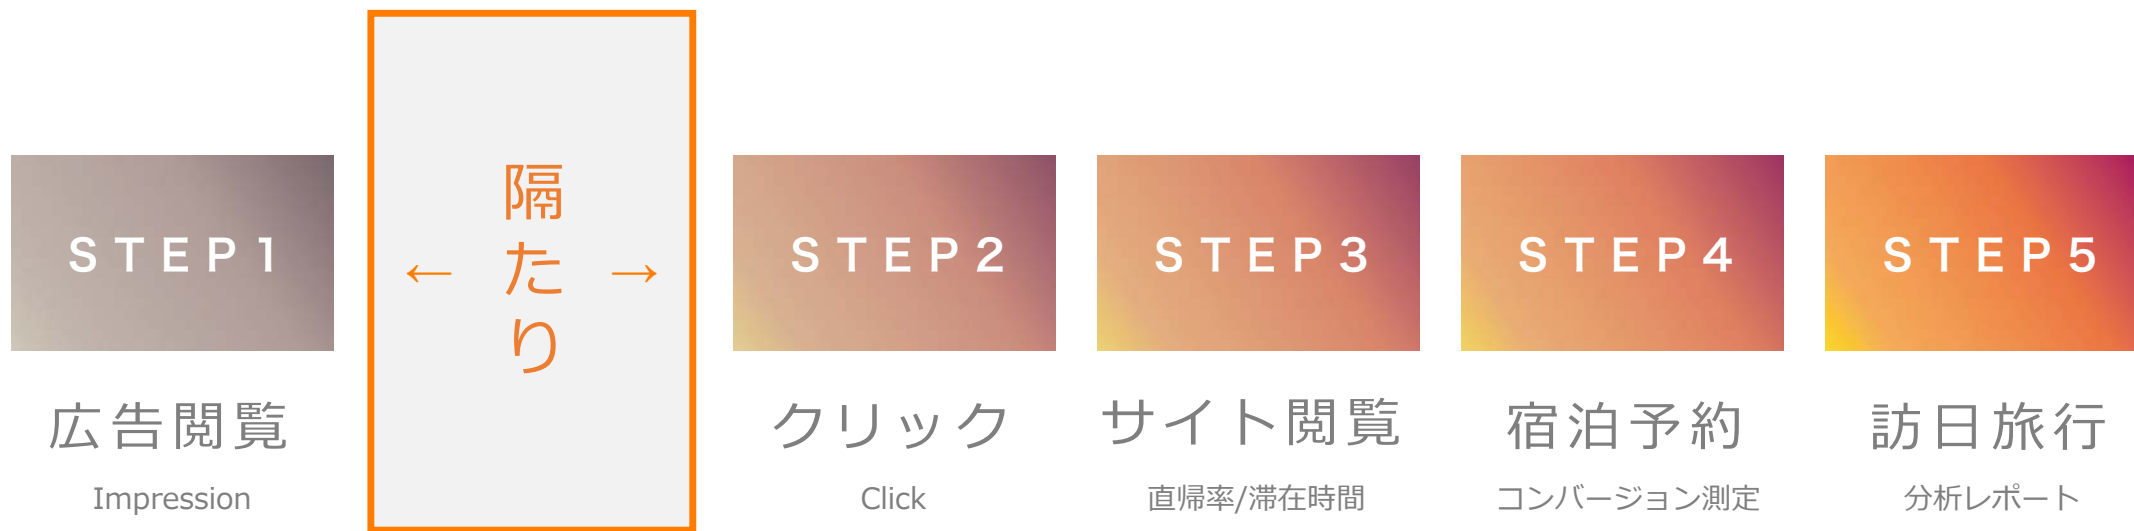 STEP1
広告閲覧
Impression
← 隔たり →
STEP2
クリック
Click
STEP3
サイト閲覧
直帰率/滞在時間
STEP4
宿泊予約
コンバージョン測定
STEP5
訪日旅行
分析レポート